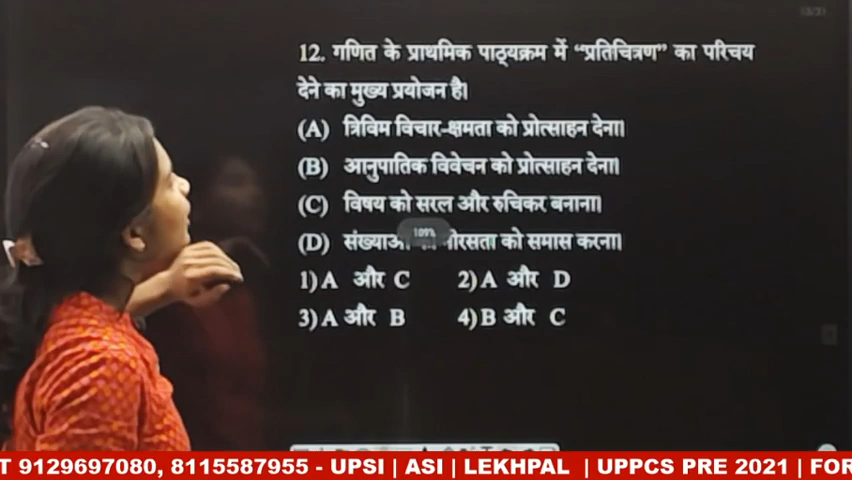 12. गणित के प्राथमिक पाठ्यक्रम में “प्रतिचित्रण” का परिचय
देने का मुख्य प्रयोजन है।
(A) त्रिविम विचार-क्षमता को प्रोत्साहन देना।
(B) आनुपातिक विवेचन को प्रोत्साहन देना।
(C) विषय को सरल और रुचिकर बनाना।
(D) संख्याओं नीरसता को समाप्त करना।
109%
1) A और C 2) A और D
3) A और B 4) B और C
T 9129697080, 8115587955 - UPSI | ASI | LEKHPAL | UPPCS PRE 2021 | FOR